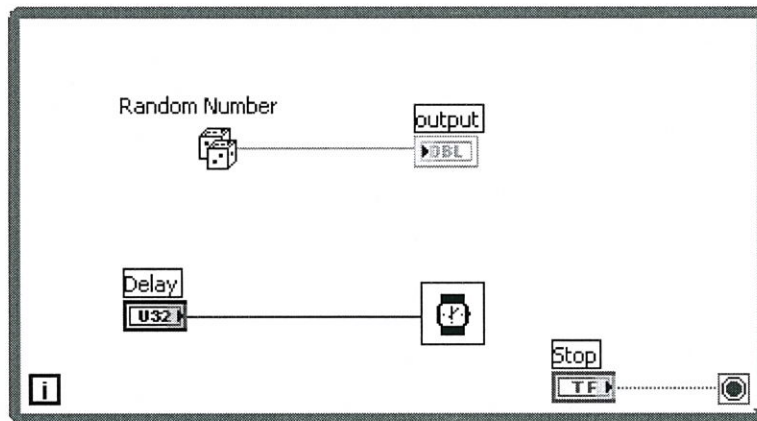 Random Number
output
DBL
Delay
U32
Stop
TF
i